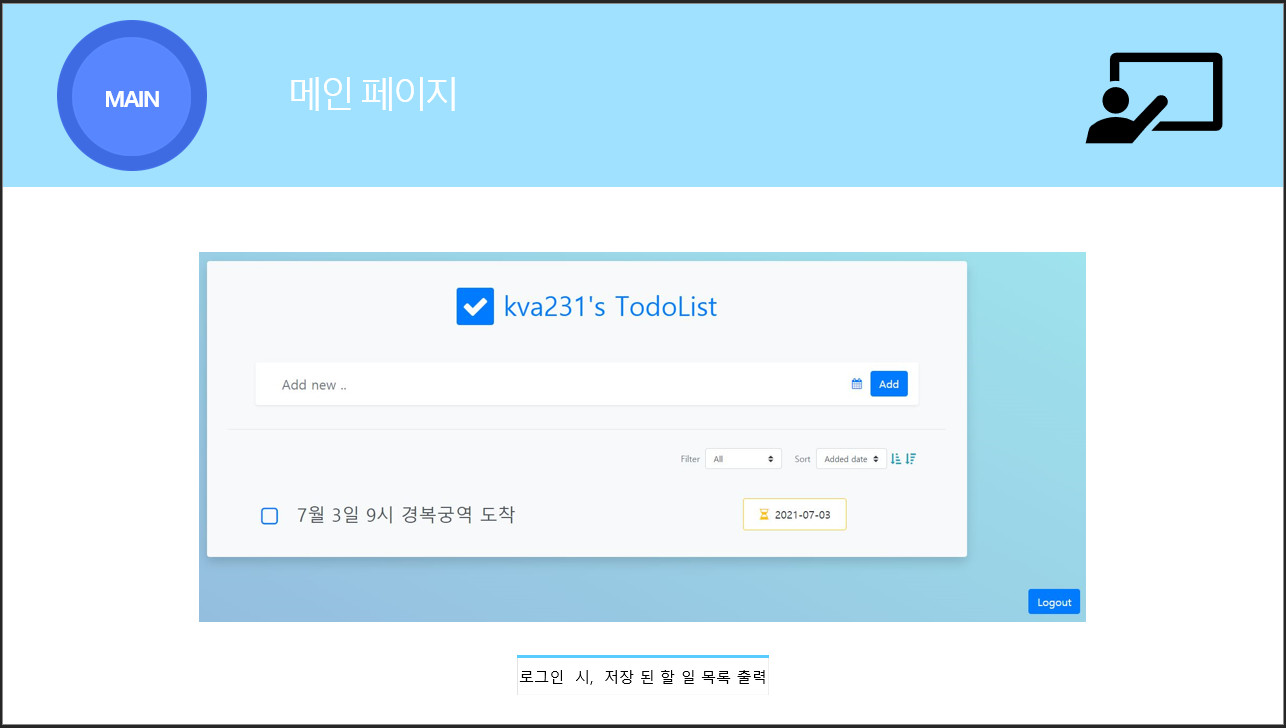 MAIN
메인 페이지
kva231's TodoList
Add new ..
Add
Filter All Sort Added date
7월 3일 9시 경복궁역 도착
2021-07-03
Logout
로그인 시, 저장 된 할 일 목록 출력